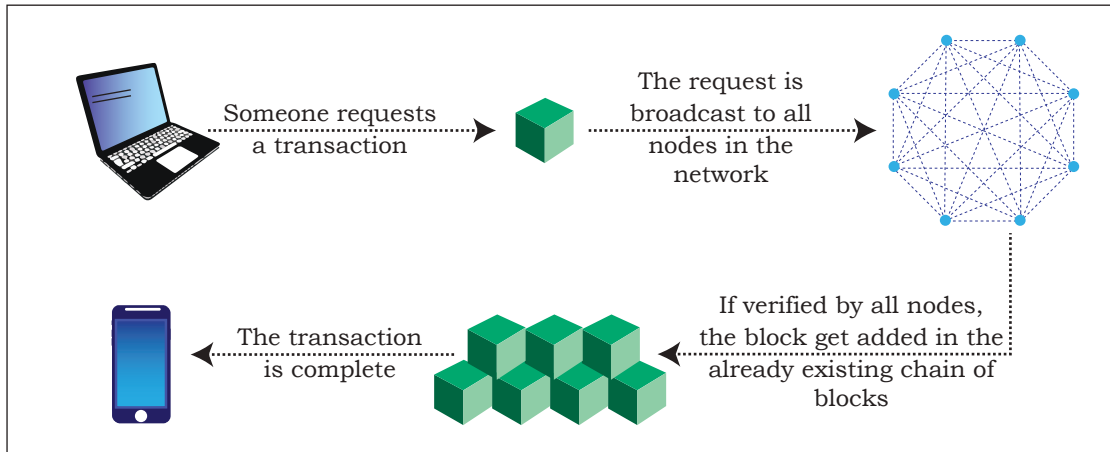 Someone requests
a transaction
The request is
broadcast to all
nodes in the
network
If verified by all nodes,
the block get added in the
already existing chain of
blocks
The transaction
is complete